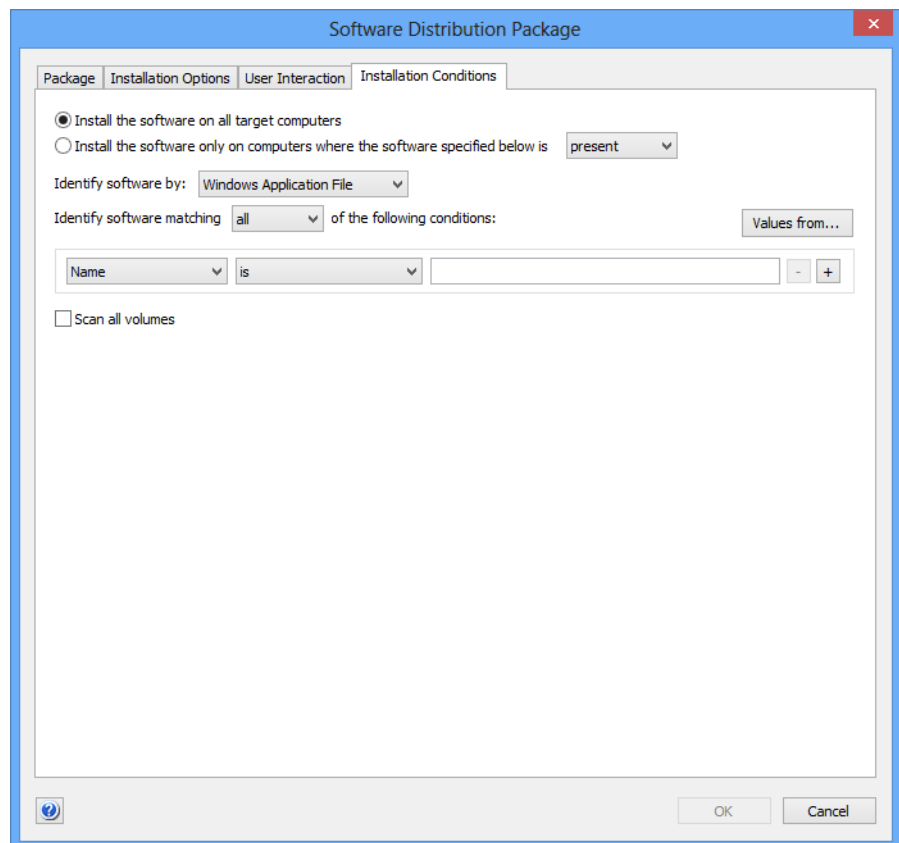 Software Distribution Package
Package Installation Options User Interaction Installation Conditions
Install the software on all target computers
Install the software only on computers where the software specified below is present
Identify software by: Windows Application File
Identify software matching all of the following conditions:
Values from...
Name is - +
Scan all volumes
OK Cancel